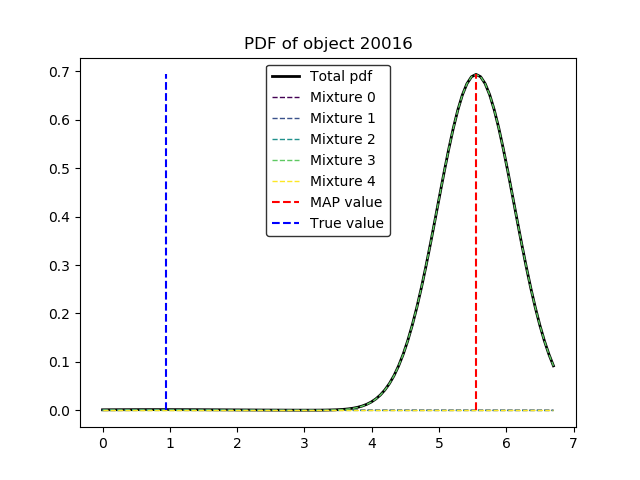 PDF of object 20016
0.7
0.6
0.5
0.4
0.3
0.2
0.1
0.0
Total pdf
Mixture 0
Mixture 1
Mixture 2
Mixture 3
Mixture 4
MAP value
True value
0 1 2 3 4 5 6 7